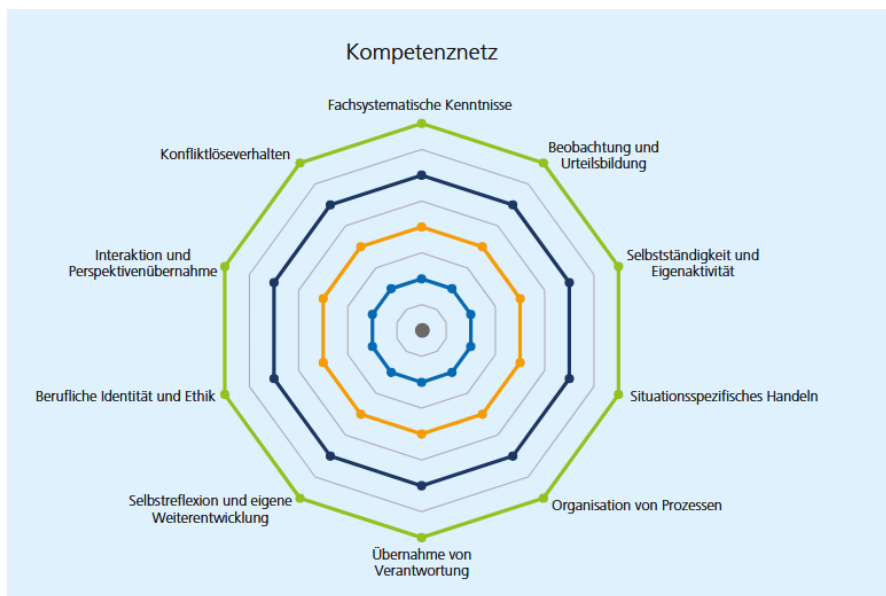 Kompetenznetz
Fachsystematische Kenntnisse
Beobachtung und
Urteilsbildung
Selbstständigkeit und
Eigenaktivität
Situationsspezifisches Handeln
Organisation von Prozessen
Übernahme von
Verantwortung
Selbstreflexion und eigene
Weiterentwicklung
Berufliche Identität und Ethik
Interaktion und
Perspektivenübernahme
Konfliktlöseverhalten